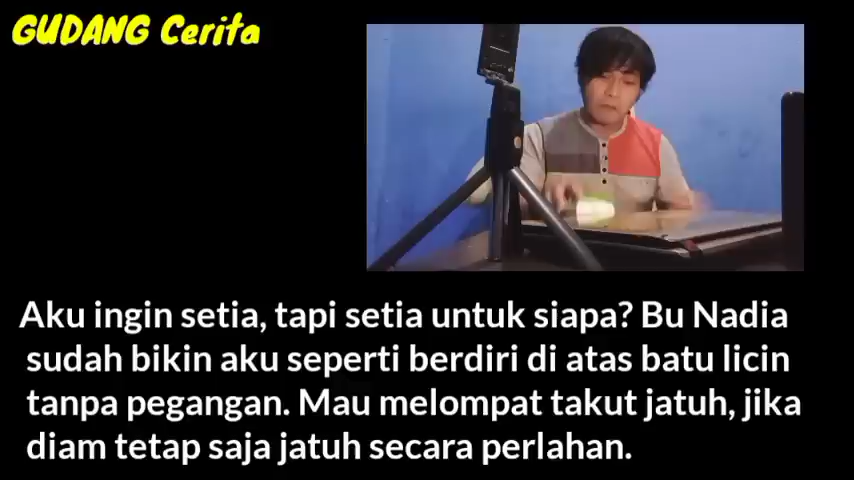 GUDANG Cerita
Aku ingin setia, tapi setia untuk siapa? Bu Nadia
sudah bikin aku seperti berdiri di atas batu licin
tanpa pegangan. Mau melompat takut jatuh, jika
diam tetap saja jatuh secara perlahan.